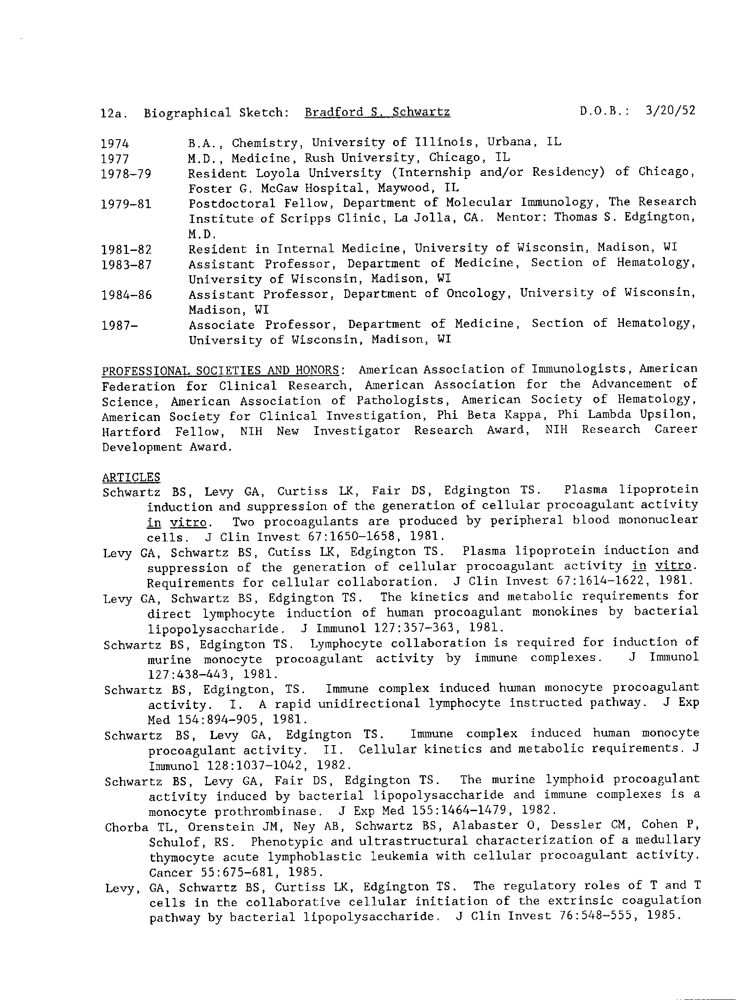 12a. Biographical Sketch: Bradford S. Schwartz D.O.B.: 3/20/52
1974 B.A., Chemistry, University of Illinois, Urbana, IL
1977 M.D., Medicine, Rush University, Chicago, IL
1978-79 Resident Loyola University (Internship and/or Residency) of Chicago,
Foster G. McGaw Hospital, Maywood, IL
1979-81 Postdoctoral Fellow, Department of Molecular Immunology, The Research
Institute of Scripps Clinic, La Jolla, CA. Mentor: Thomas S. Edgington,
M.D.
1981-82 Resident in Internal Medicine, University of Wisconsin, Madison, WI
1983-87 Assistant Professor, Department of Medicine, Section of Hematology,
University of Wisconsin, Madison, WI
1984-86 Assistant Professor, Department of Oncology, University of Wisconsin,
Madison, WI
1987- Associate Professor, Department of Medicine, Section of Hematology,
University of Wisconsin, Madison, WI
PROFESSIONAL SOCIETIES AND HONORS: American Association of Immunologists, American
Federation for Clinical Research, American Association for the Advancement of
Science, American Association of Pathologists, American Society of Hematology,
American Society for Clinical Investigation, Phi Beta Kappa, Phi Lambda Upsilon,
Hartford Fellow, NIH New Investigator Research Award, NIH Research Career
Development Award.
ARTICLES
Schwartz BS, Levy GA, Curtiss LK, Fair DS, Edgington TS. Plasma lipoprotein
induction and suppression of the generation of cellular procoagulant activity
in vitro. Two procoagulants are produced by peripheral blood mononuclear
cells. J Clin Invest 67:1650-1658, 1981.
Levy GA, Schwartz BS, Cutiss LK, Edgington TS. Plasma lipoprotein induction and
suppression of the generation of cellular procoagulant activity in vitro.
Requirements for cellular collaboration. J Clin Invest 67:1614-1622, 1981.
Levy GA, Schwartz BS, Edgington TS. The kinetics and metabolic requirements for
direct lymphocyte induction of human procoagulant monokines by bacterial
lipopolysaccharide. J Immunol 127:357-363, 1981.
Schwartz BS, Edgington TS. Lymphocyte collaboration is required for induction of
murine monocyte procoagulant activity by immune complexes. J Immunol
127:438-443, 1981.
Schwartz BS, Edgington, TS. Immune complex induced human monocyte procoagulant
activity. I. A rapid unidirectional lymphocyte instructed pathway. J Exp
Med 154:894-905, 1981.
Schwartz BS, Levy GA, Edgington TS. Immune complex induced human monocyte
procoagulant activity. II. Cellular kinetics and metabolic requirements. J
Immunol 128:1037-1042, 1982.
Schwartz BS, Levy GA, Fair DS, Edgington TS. The murine lymphoid procoagulant
activity induced by bacterial lipopolysaccharide and immune complexes is a
monocyte prothrombinase. J Exp Med 155:1464-1479, 1982.
Chorba TL, Orenstein JM, Ney AB, Schwartz BS, Alabaster O, Dessler CM, Cohen P,
Schulof, RS. Phenotypic and ultrastructural characterization of a medullary
thymocyte acute lymphoblastic leukemia with cellular procoagulant activity.
Cancer 55:675-681, 1985.
Levy, GA, Schwartz BS, Curtiss LK, Edgington TS. The regulatory roles of T and T
cells in the collaborative cellular initiation of the extrinsic coagulation
pathway by bacterial lipopolysaccharide. J Clin Invest 76:548-555, 1985.